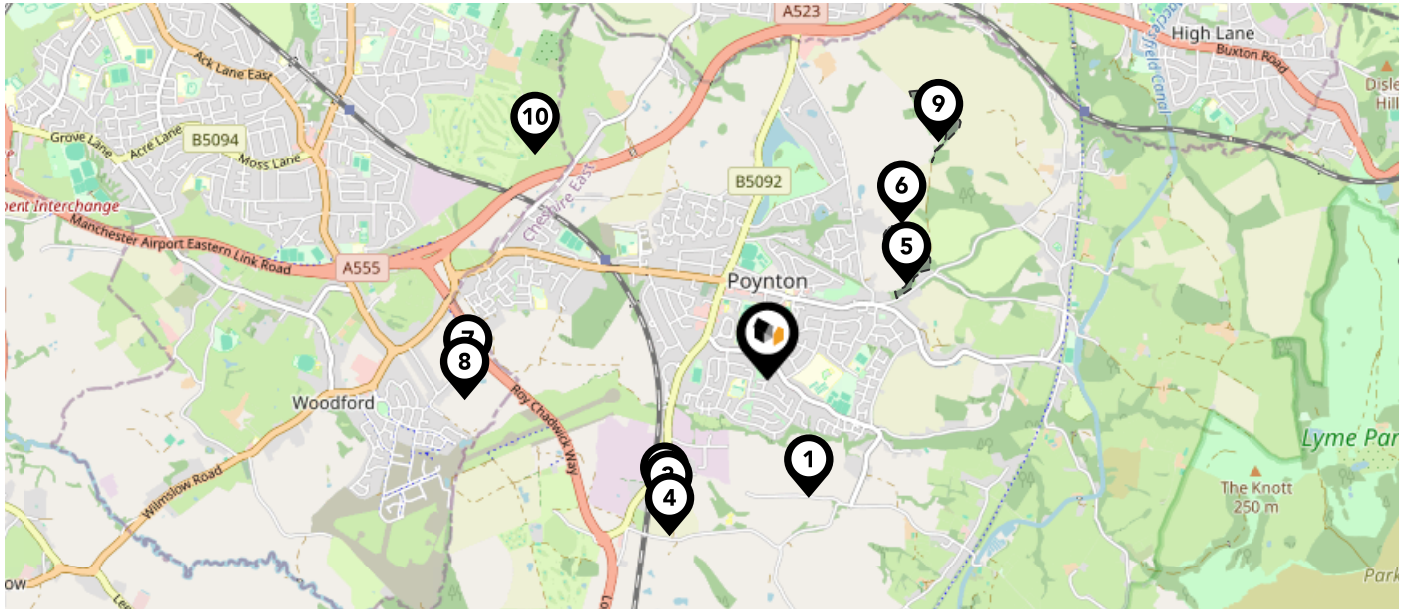 A523
High Lane
Buxton Road
Ack Lane East
Disle
Hill
9
10
Grove Lane
Acre Lane
B5094
Moss Lane
B5092
6
Cheshire East
ent Interchange
Manchester Airport Eastern Link Road
A555
5
Poynton
7
8
Woodford
Roy Chadwick Way
Lyme Par
1
3
4
Wilmslow Road
The Knott
250 m
ow
Park